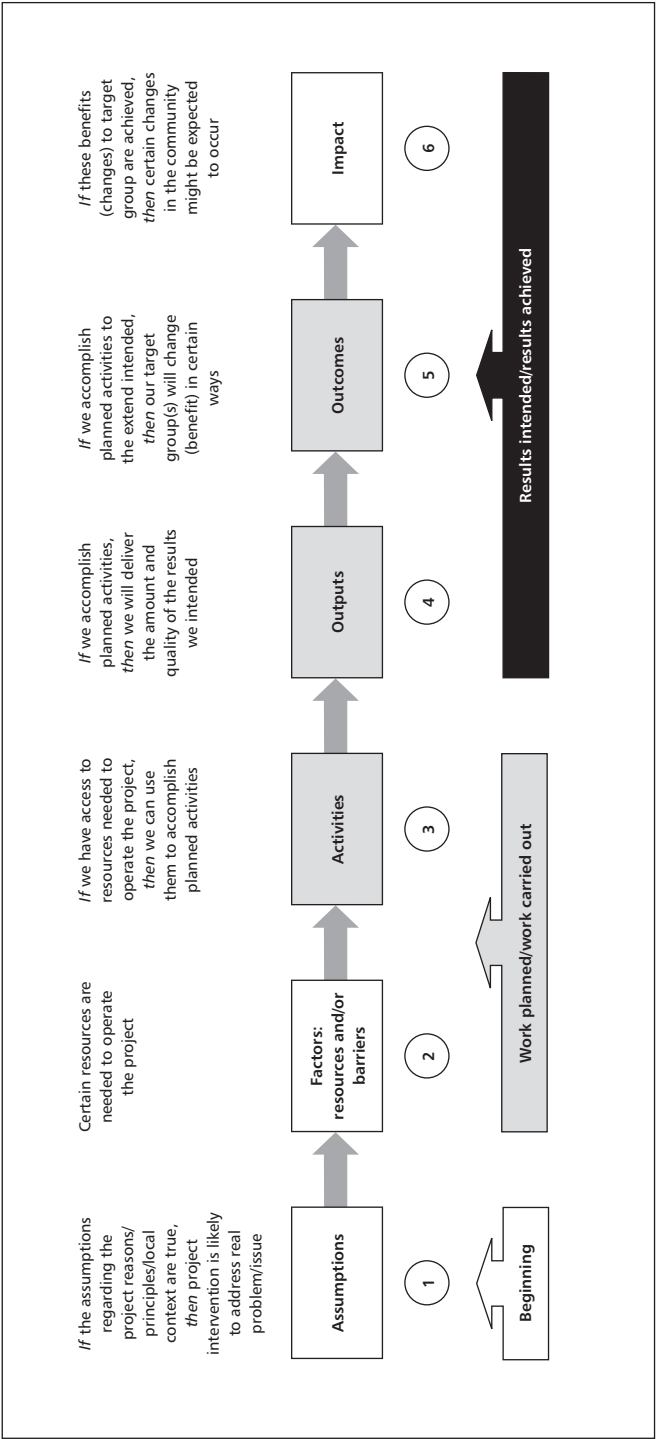 If the assumptions
regarding the
project reasons/
principles/local
context are true,
then project
intervention is likely
to address real
problem/issue
Certain resources are
needed to operate
the project
If we have access to
resources needed to
operate the project,
then we can use
them to accomplish
planned activities
If we accomplish
planned activities,
then we will deliver
the amount and
quality of the results
we intended
If we accomplish
planned activities to
the extend intended,
then our target
group(s) will change
(benefit) in certain
ways
If these benefits
(changes) to target
group are achieved,
then certain changes
in the community
might be expected
to occur
Assumptions
Factors:
resources and/or
barriers
Activities
Outputs
Outcomes
Impact
1
2
3
4
5
6
Beginning
Work planned/work carried out
Results intended/results achieved